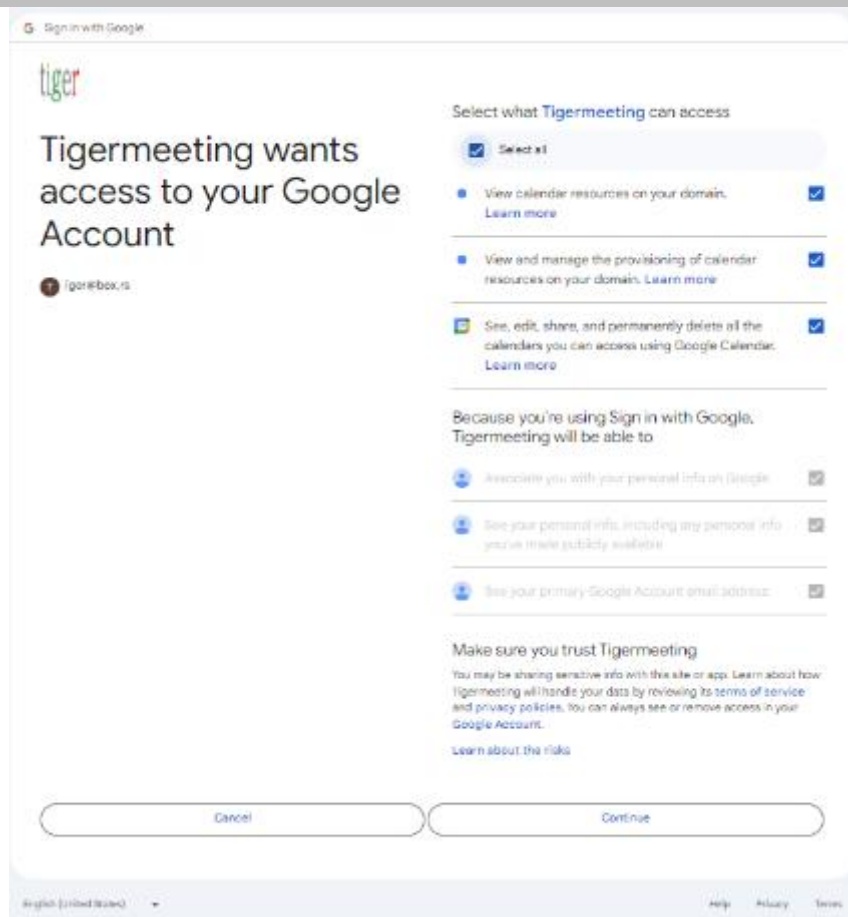 Sign in with Google
tiger
Tigermeeting wants
access to your Google
Account
Select what Tigermeeting can access
Select all
View calendar resources on your domain.
Learn more
View and manage the provisioning of calendar
resources on your domain. Learn more
See, edit, share, and permanently delete all the
calendars you can access using Google Calendar.
Learn more
Because you're using Sign in with Google,
Tigermeeting will be able to
Associate you with your personal info on Google
See your personal info, including any personal info
you've made publicly available
See your primary Google Account email address
Make sure you trust Tigermeeting
You may be sharing sensitive info with this site or app. Learn about how
Tigermeeting will handle your data by reviewing its terms of service
and privacy policies. You can always see or remove access in your
Google Account.
Learn about the risks
Cancel
Continue
English (United States)
Help Privacy Terms